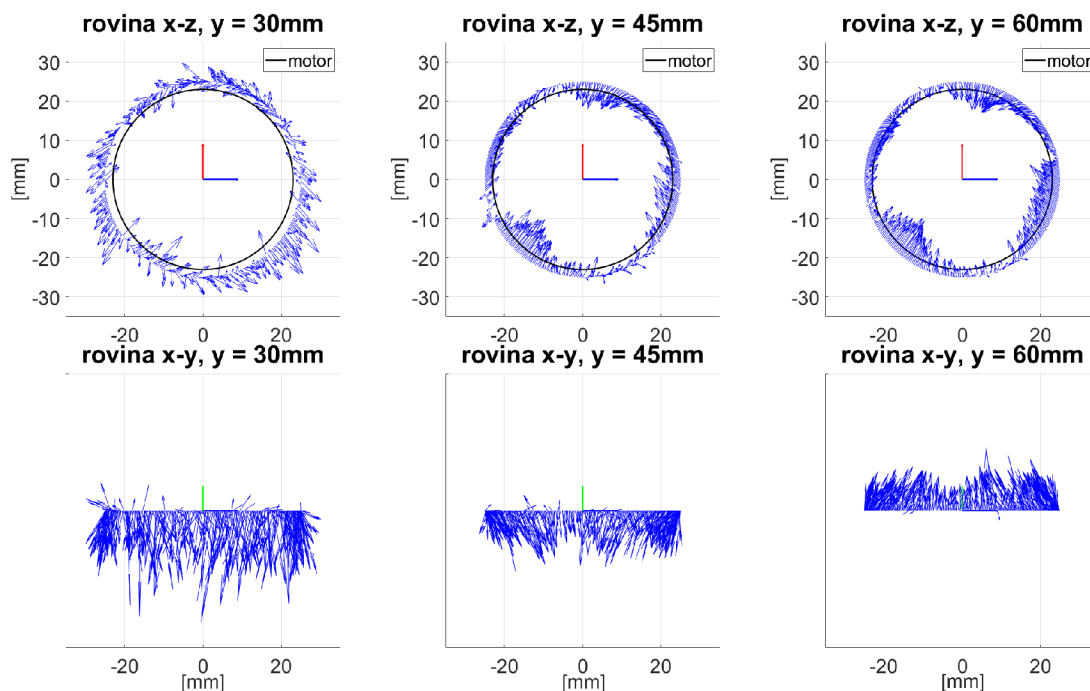 rovina x-z, y = 30mm
rovina x-z, y = 45mm
rovina x-z, y = 60mm
motor
motor
motor
30
20
10
0
-10
-20
-30
[mm]
-20
0
20
30
20
10
0
-10
-20
-30
[mm]
-20
0
20
30
20
10
0
-10
-20
-30
[mm]
-20
0
20
rovina x-y, y = 30mm
rovina x-y, y = 45mm
rovina x-y, y = 60mm
-20
0
20
[mm]
-20
0
20
[mm]
-20
0
20
[mm]